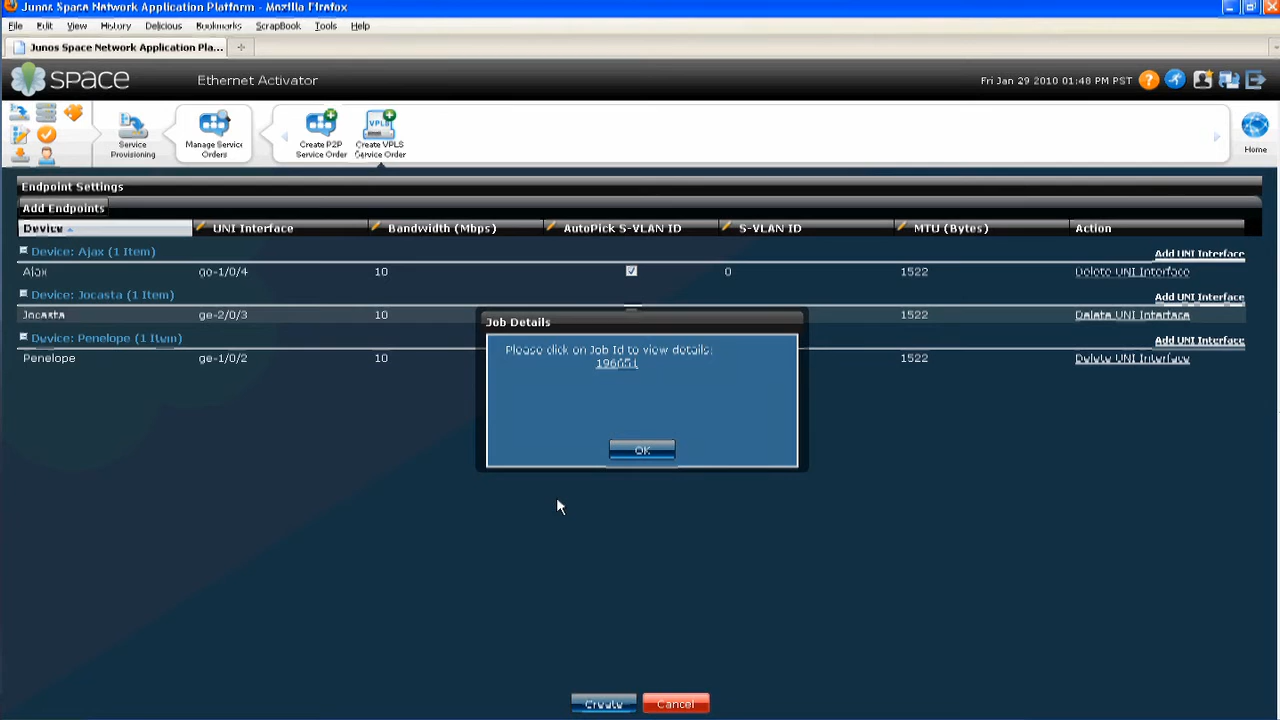 Junos Space Network Application Platform - Mozilla Firefox
File Edit View History Delicious Bookmarks ScrapBook Tools Help
Junos Space Network Application Pla...
SPACE Ethernet Activator Fri Jan 29 2010 01:48 PM PST
Service Provisioning
Manage Service Orders
Create P2P Service Order
VPLS
Create VPLS Service Order
Home
Endpoint Settings
Add Endpoints
Device UNI Interface Bandwidth (Mbps) AutoPick S-VLAN ID S-VLAN ID MTU (Bytes) Action
Device: Ajax (1 Item) Add UNI Interface
Ajax ge-1/0/4 10 0 1522 Delete UNI Interface
Device: Jocasta (1 Item) Add UNI Interface
Jocasta ge-2/0/3 10 1522 Delete UNI Interface
Device: Penelope (1 Item) Add UNI Interface
Penelope ge-1/0/2 10 1522 Delete UNI Interface
Job Details
Please click on Job Id to view details:
196651
OK
Create Cancel